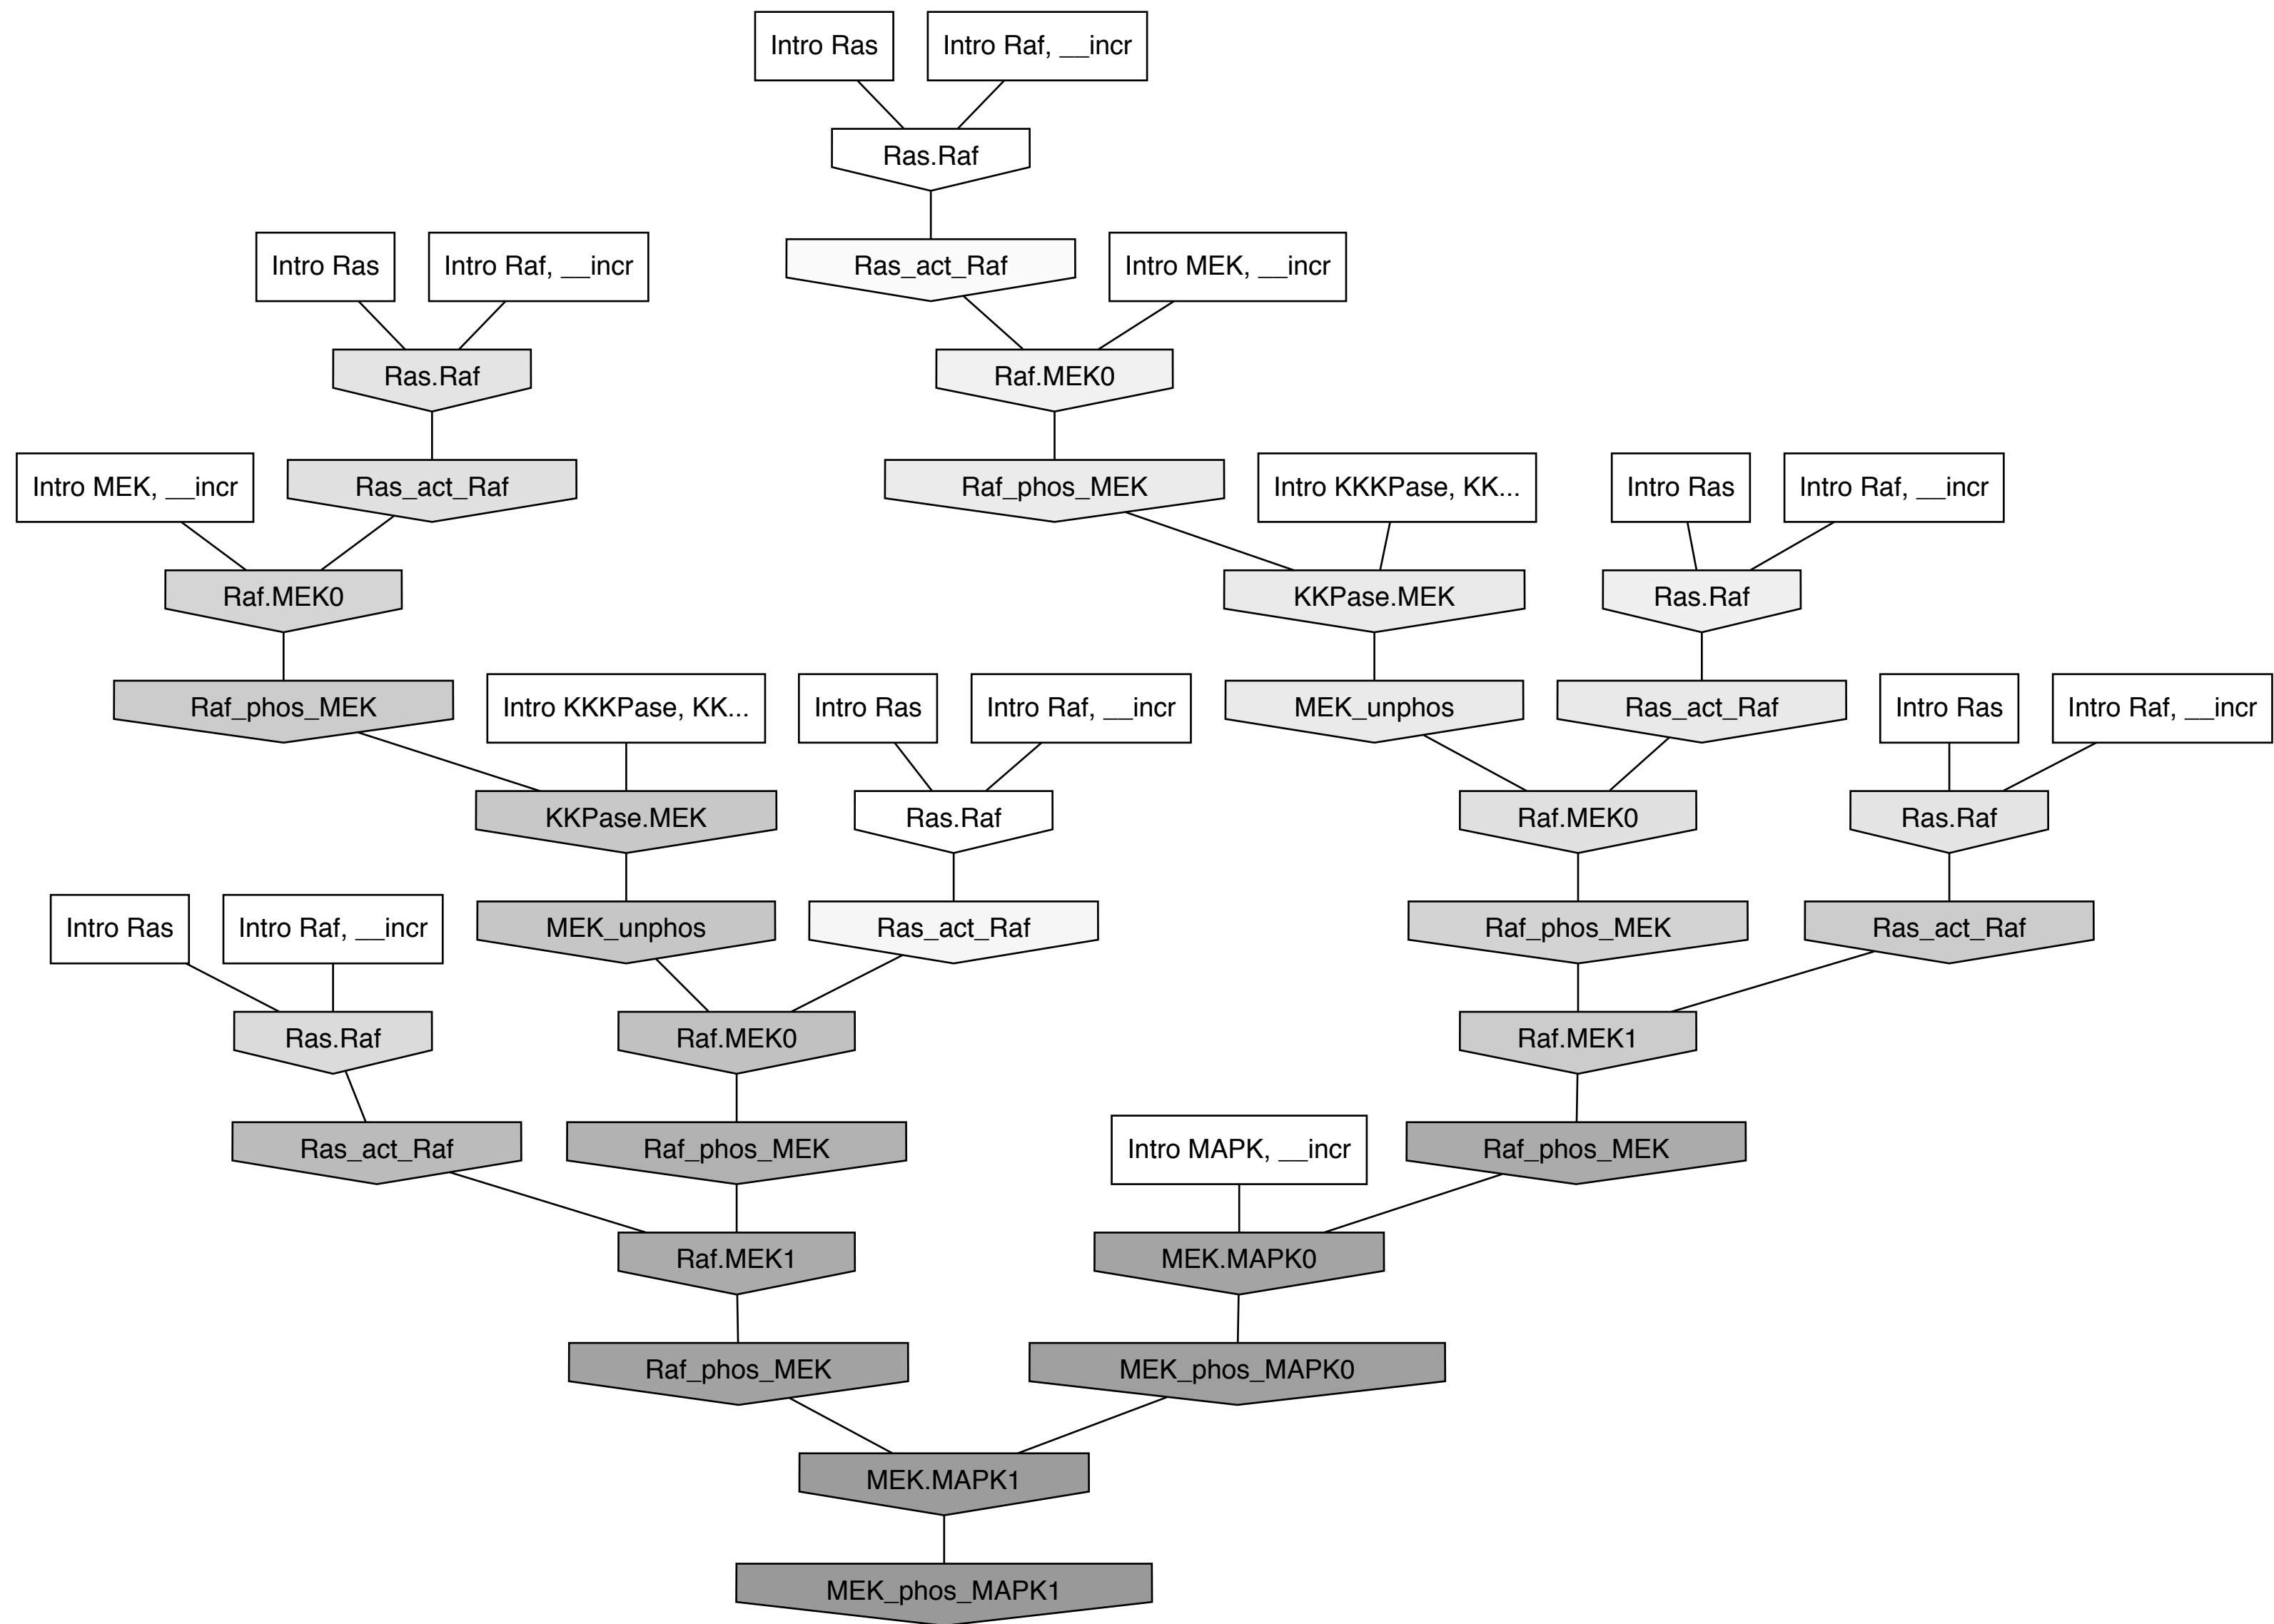 Intro Ras
Intro Raf, __incr
Ras.Raf
Intro Ras
Intro Raf, __incr
Ras_act_Raf
Intro MEK, __incr
Ras.Raf
Raf.MEK0
Intro MEK, __incr
Ras_act_Raf
Raf_phos_MEK
Intro KKKPase, KK...
Intro Ras
Intro Raf, __incr
Raf.MEK0
KKPase.MEK
Ras.Raf
Raf_phos_MEK
Intro KKKPase, KK...
Intro Ras
Intro Raf, __incr
MEK_unphos
Ras_act_Raf
Intro Ras
Intro Raf, __incr
KKPase.MEK
Ras.Raf
Raf.MEK0
Ras.Raf
Intro Ras
Intro Raf, __incr
MEK_unphos
Ras_act_Raf
Raf_phos_MEK
Ras_act_Raf
Ras.Raf
Raf.MEK0
Raf.MEK1
Ras_act_Raf
Raf_phos_MEK
Intro MAPK, __incr
Raf_phos_MEK
Raf.MEK1
MEK.MAPK0
Raf_phos_MEK
MEK_phos_MAPK0
MEK.MAPK1
MEK_phos_MAPK1